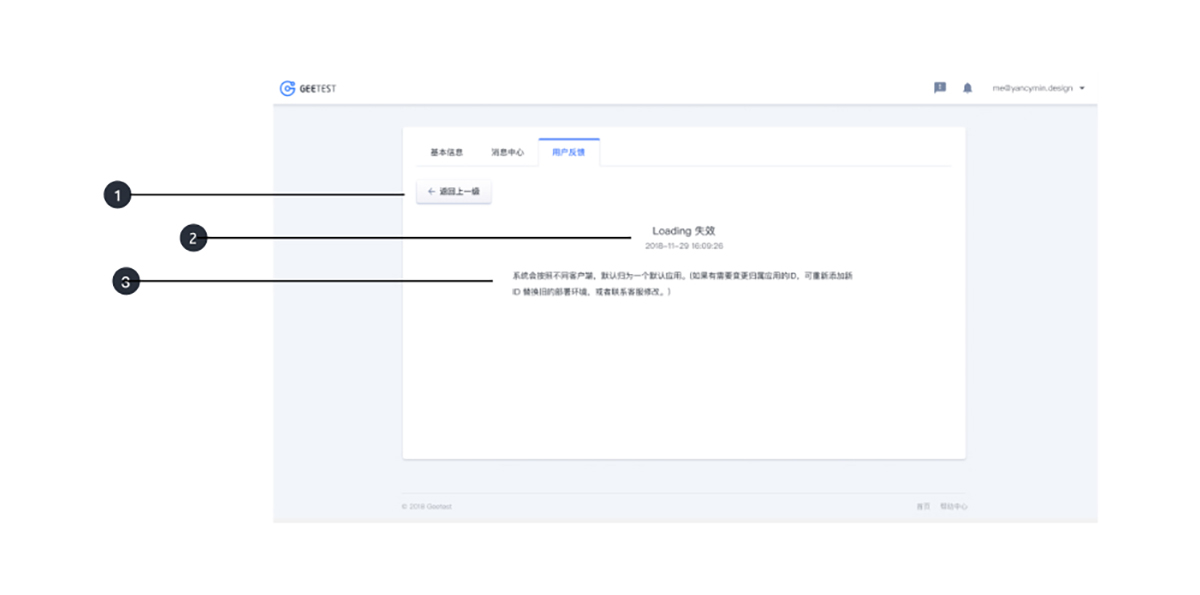 GEETEST
me@yancymin.design
基本信息 消息中心 用户反馈
1
← 返回上一级
2
Loading 失效
2018-11-29 16:09:26
3
系统会按照不同客户端，默认归为一个默认应用。(如果有需要变更归属应用的ID，可重新添加新
ID 替换旧的部署环境，或者联系客服修改。)
© 2018 Geetest
首页 帮助中心